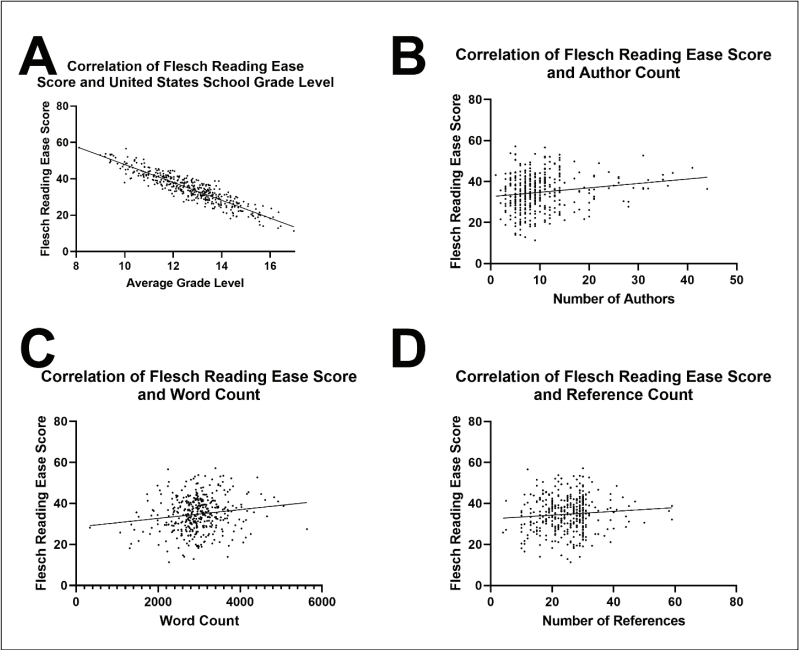 A
Correlation of Flesch Reading Ease
Score and United States School Grade Level
Flesch Reading Ease Score
80
60
40
20
0
8
10
12
14
16
Average Grade Level
B
Correlation of Flesch Reading Ease Score
and Author Count
Flesch Reading Ease Score
80
60
40
20
0
0
10
20
30
40
50
Number of Authors
C
Correlation of Flesch Reading Ease Score
and Word Count
Flesch Reading Ease Score
80
60
40
20
0
0
2000
4000
6000
Word Count
D
Correlation of Flesch Reading Ease Score
and Reference Count
Flesch Reading Ease Score
80
60
40
20
0
0
20
40
60
80
Number of References